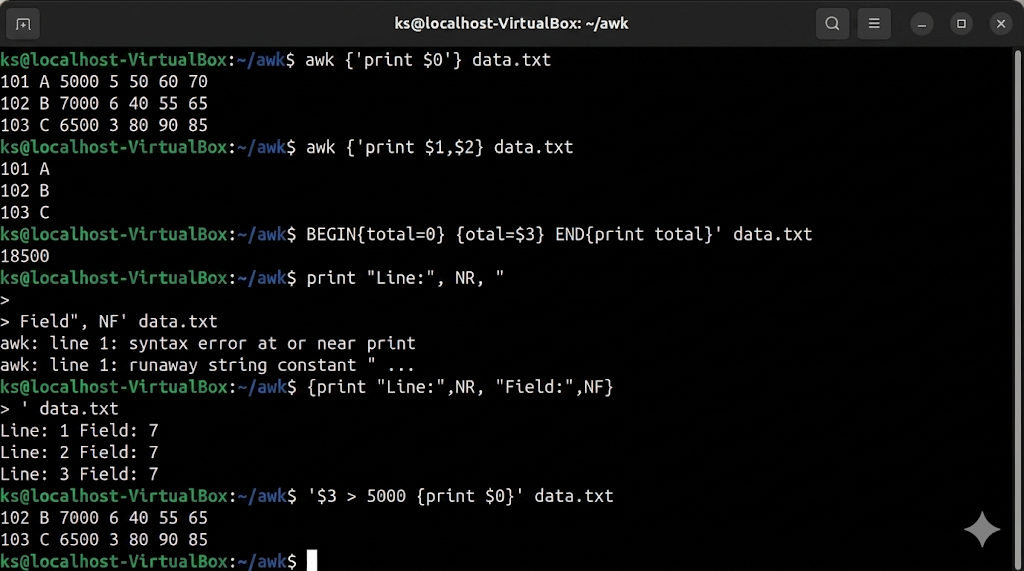 ks@localhost-VirtualBox: ~/awk
ks@localhost-VirtualBox:~/awk$ awk {'print $0'} data.txt
101 A 5000 5 50 60 70
102 B 7000 6 40 55 65
103 C 6500 3 80 90 85
ks@localhost-VirtualBox:~/awk$ awk {'print $1,$2} data.txt
101 A
102 B
103 C
ks@localhost-VirtualBox:~/awk$ BEGIN{total=0} {otal=$3} END{print total}' data.txt
18500
ks@localhost-VirtualBox:~/awk$ print "Line:", NR, "
>
> Field", NF' data.txt
awk: line 1: syntax error at or near print
awk: line 1: runaway string constant " ...
ks@localhost-VirtualBox:~/awk$ {print "Line:",NR, "Field:",NF}
> ' data.txt
Line: 1 Field: 7
Line: 2 Field: 7
Line: 3 Field: 7
ks@localhost-VirtualBox:~/awk$ '$3 > 5000 {print $0}' data.txt
102 B 7000 6 40 55 65
103 C 6500 3 80 90 85
ks@localhost-VirtualBox:~/awk$